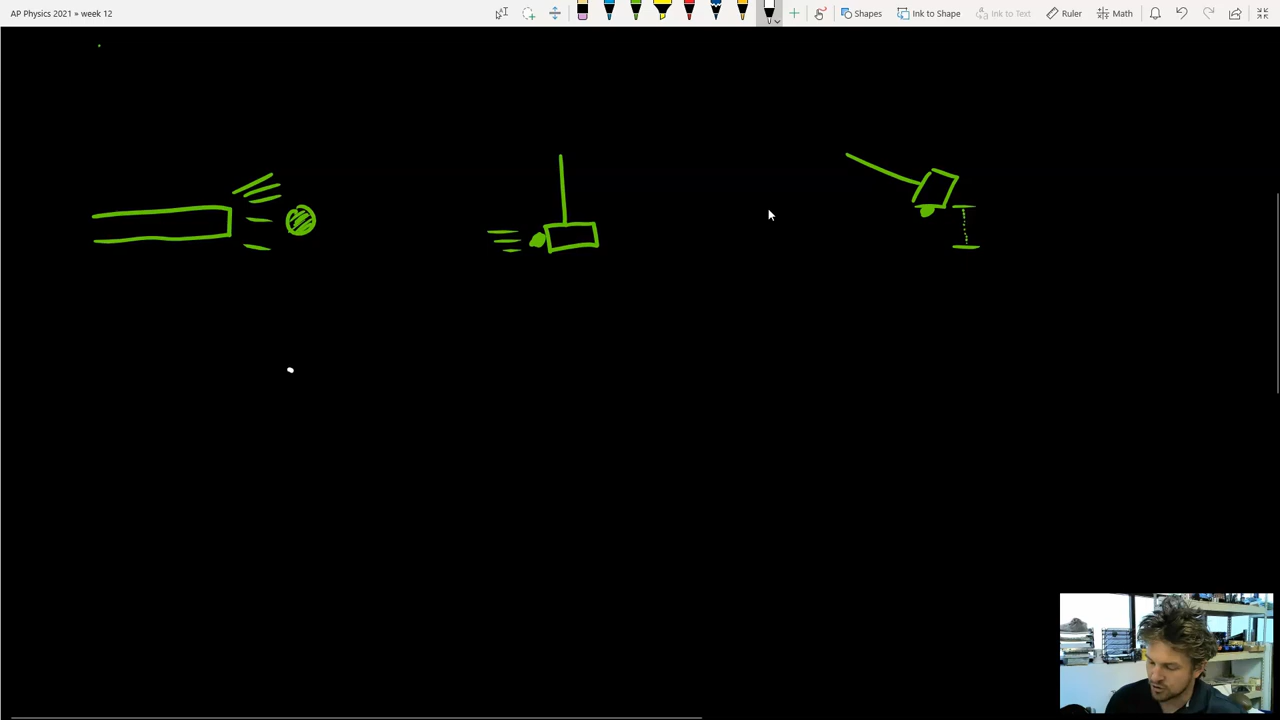 AP Physics 2021 » week 12
Shapes
Ink to Shape
Ink to Text
Ruler
Math